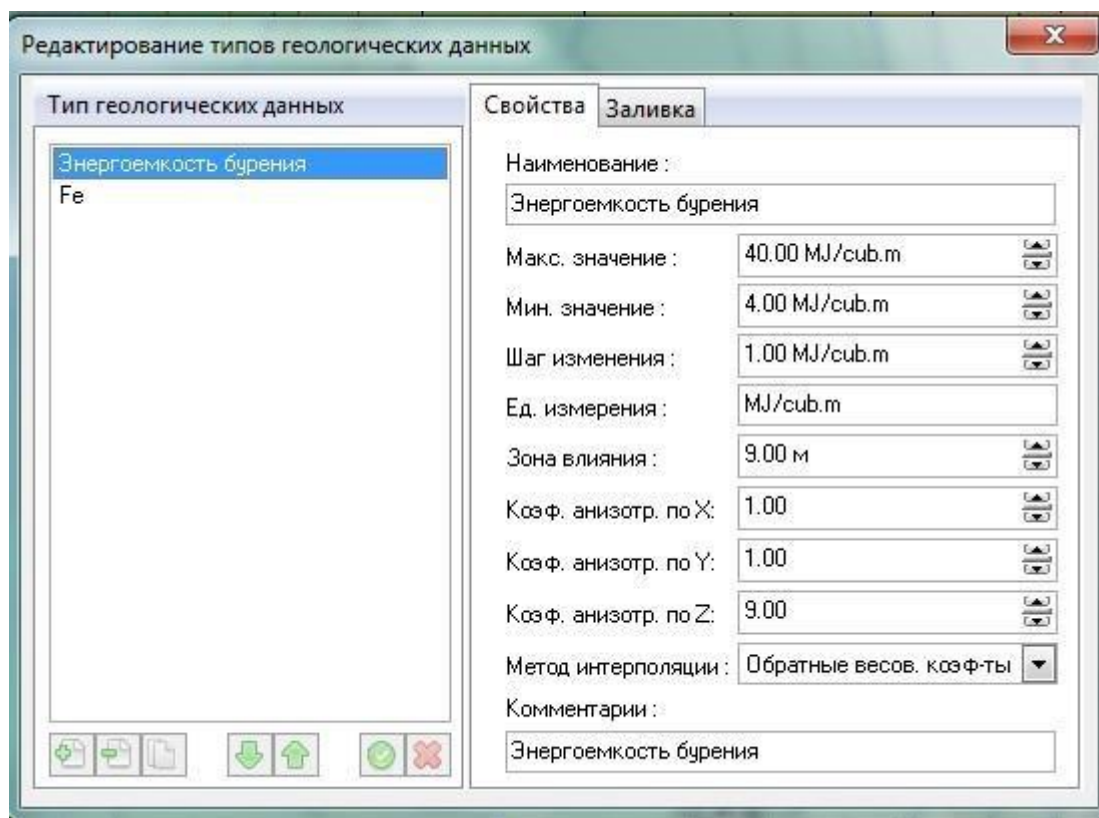 Редактирование типов геологических данных
Тип геологических данных
Энергоемкость бурения
Fe
Свойства
Заливка
Наименование :
Энергоемкость бурения
Макс. значение : 40.00 MJ/cub.m
Мин. значение : 4.00 MJ/cub.m
Шаг изменения : 1.00 MJ/cub.m
Ед. измерения : MJ/cub.m
Зона влияния : 9.00 м
Коэф. анизотр. по X: 1.00
Коэф. анизотр. по Y: 1.00
Коэф. анизотр. по Z: 9.00
Метод интерполяции : Обратные весов. коэф-ты
Комментарии :
Энергоемкость бурения